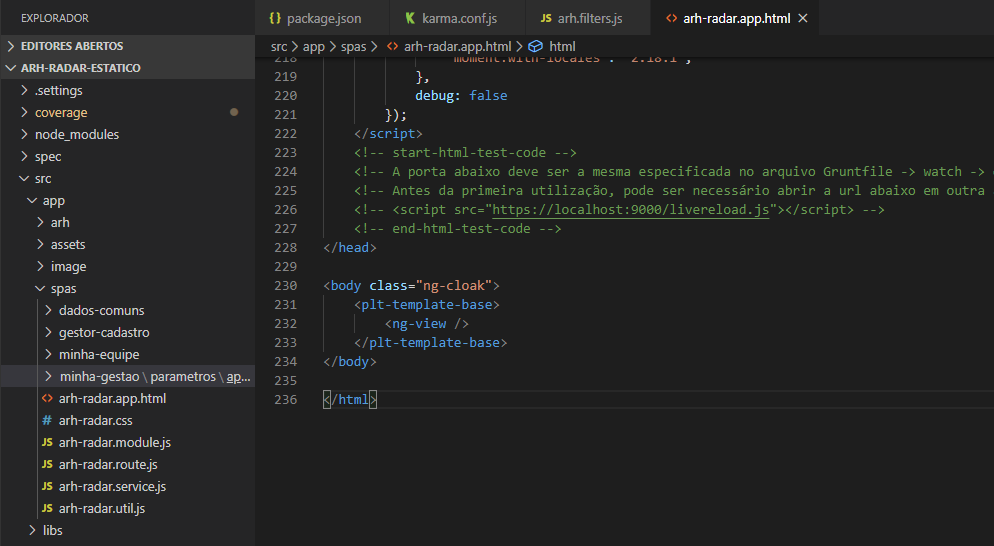 EXPLORADOR
package.json
karma.conf.js
JS arh.filters.js
arh-radar.app.html
EDITORES ABERTOS
ARH-RADAR-ESTATICO
.settings
coverage
node_modules
spec
src
app
arh
assets
image
spas
dados-comuns
gestor-cadastro
minha-equipe
minha-gestao \ parametros \ ap...
arh-radar.app.html
# arh-radar.css
JS arh-radar.module.js
JS arh-radar.route.js
JS arh-radar.service.js
JS arh-radar.util.js
libs
src > app > spas > arh-radar.app.html > html
218 "moment.with-locales": "2.18.1",
219 },
220 debug: false
221 });
222 </script>
223 <!-- start-html-test-code -->
224 <!-- A porta abaixo deve ser a mesma especificada no arquivo Gruntfile -> watch ->
225 <!-- Antes da primeira utilização, pode ser necessário abrir a url abaixo em outra
226 <!-- <script src="https://localhost:9000/livereload.js"></script> -->
227 <!-- end-html-test-code -->
228 </head>
229
230 <body class="ng-cloak">
231 <plt-template-base>
232 <ng-view />
233 </plt-template-base>
234 </body>
235
236 </html>